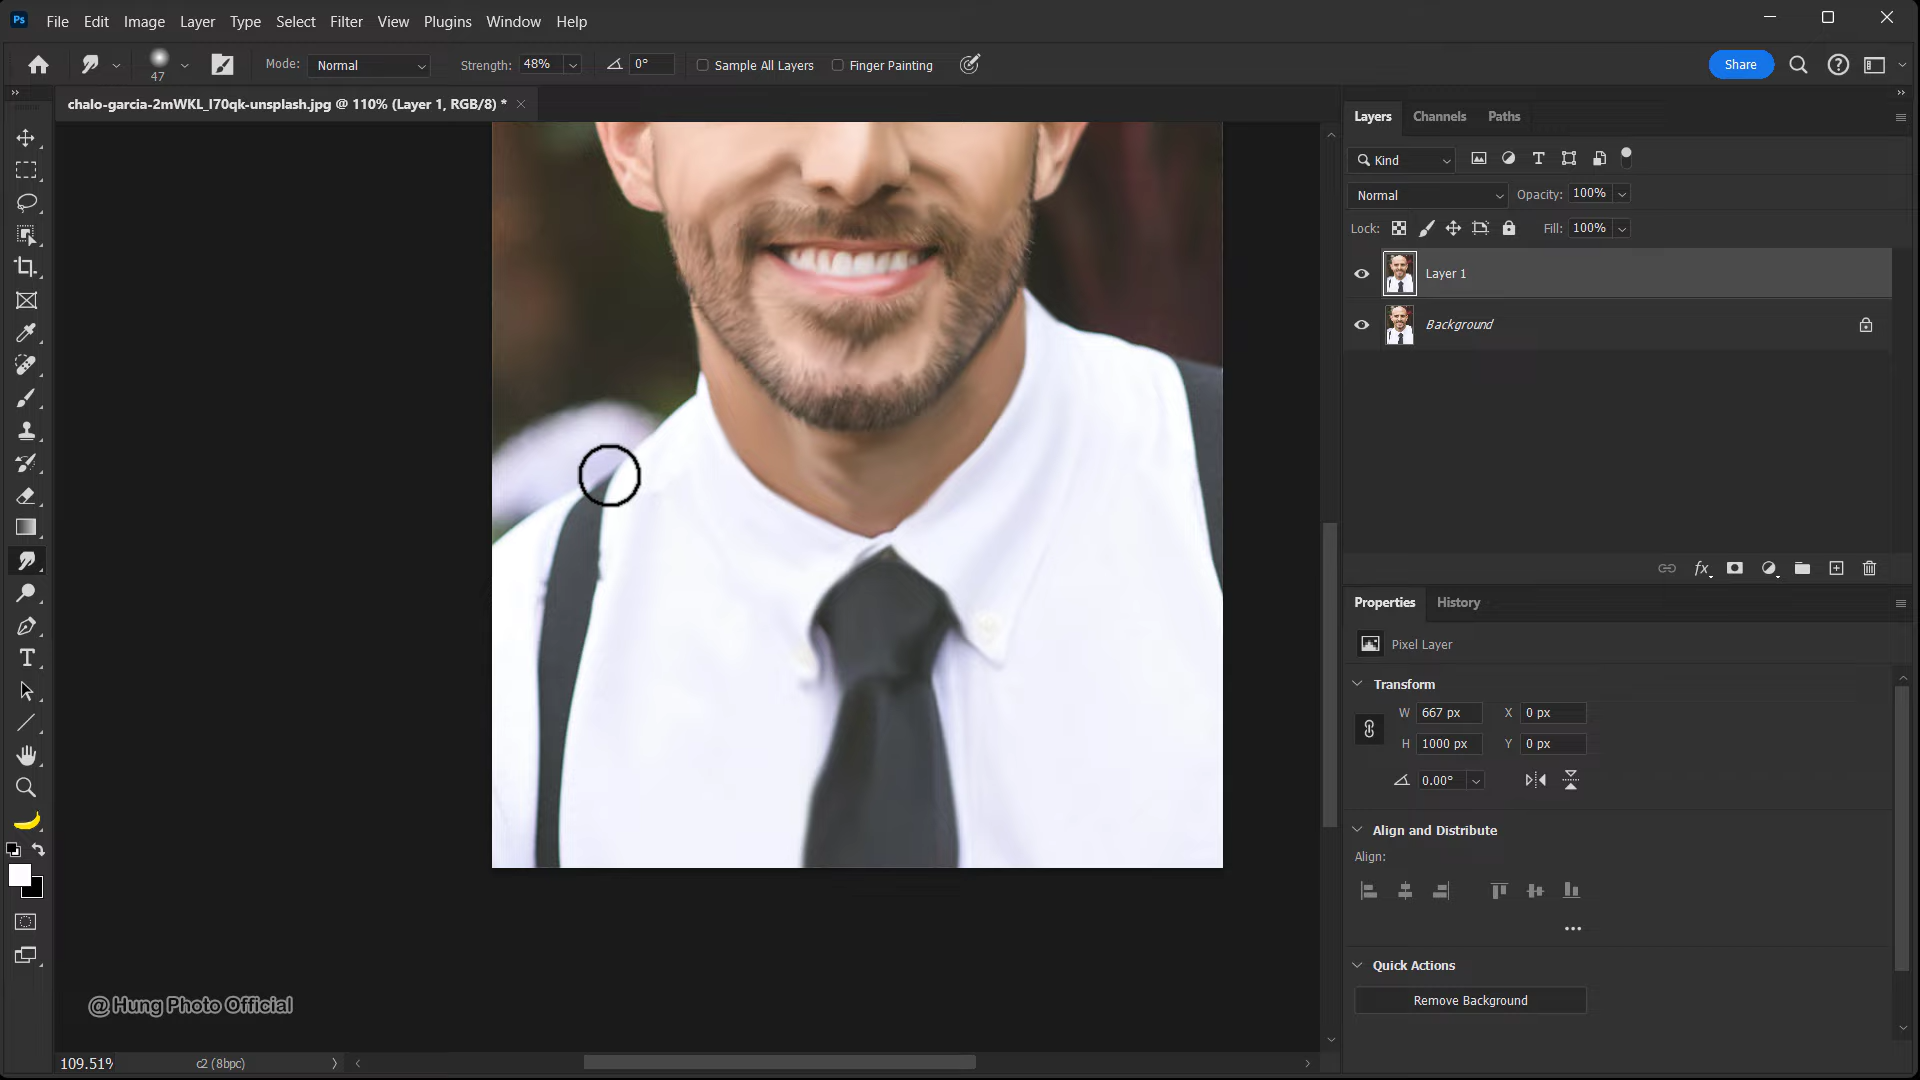 Ps File Edit Image Layer Type Select Filter View Plugins Window Help
47 Mode: Normal Strength: 48% 0° Sample All Layers Finger Painting Share
chalo-garcia-2mWKL_I70qk-unsplash.jpg @ 110% (Layer 1, RGB/8) *
Layers Channels Paths
Kind
Normal Opacity: 100%
Lock: Fill: 100%
Layer 1
Background
fx
Properties History
Pixel Layer
Transform
W 667 px X 0 px
H 1000 px Y 0 px
0.00°
Align and Distribute
Align:
Quick Actions
Remove Background
@ Hung Photo Official
109.51% c2 (8bpc)